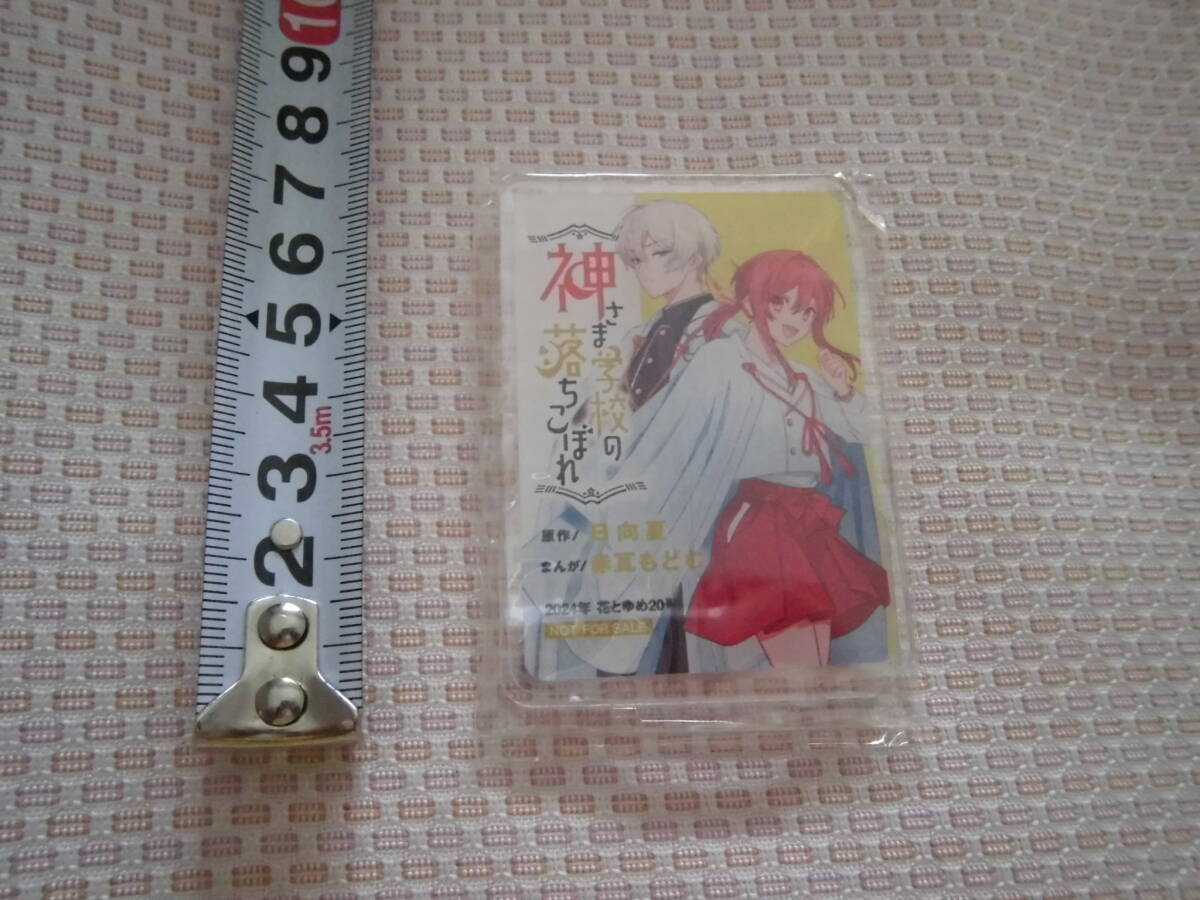 10
9
8
7
6
5
4
3.5m
3
2
神さま学校の
落ちこぼれ
原作/ 日向夏
まんが/ 赤瓦もどむ
2024年 花とゆめ20号
NOT FOR SALE